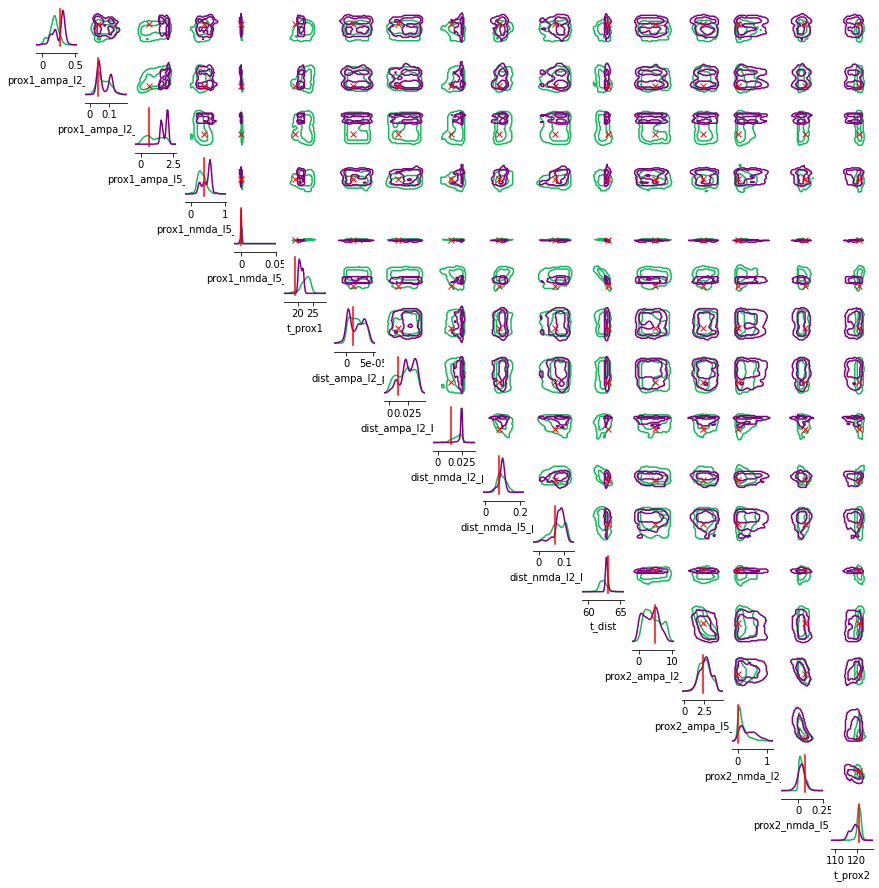 0 0.5
prox1_ampa_l2_
0 0.1
prox1_ampa_l2_
0 2.5
prox1_ampa_l5_
0 1
prox1_nmda_l5_
0 0.05
prox1_nmda_l5_
20 25
t_prox1
0 5e-05
dist_ampa_l2_
0 0.025
dist_ampa_l2_
0 0.025
dist_nmda_l2_
0 0.2
dist_nmda_l5_
0 0.1
dist_nmda_l2_
60 65
t_dist
0 10
prox2_ampa_l2_
0 2.5
prox2_ampa_l5_
0 1
prox2_nmda_l2_
0 0.25
prox2_nmda_l5_
110 120
t_prox2